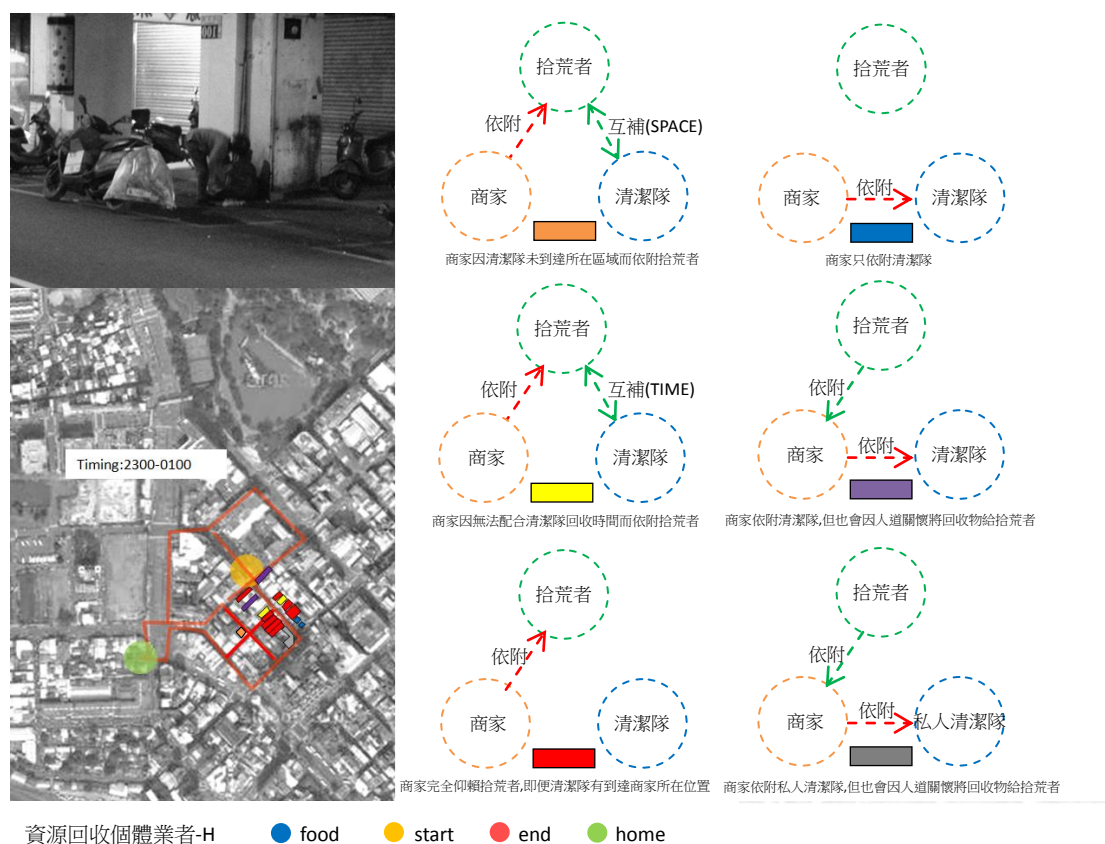 001
Timing:2300-0100
拾荒者
依附
互補(SPACE)
商家
清潔隊
商家因清潔隊未到達所在區域而依附拾荒者
拾荒者
商家
依附
清潔隊
商家只依附清潔隊
拾荒者
依附
互補(TIME)
商家
清潔隊
商家因無法配合清潔隊回收時間而依附拾荒者
拾荒者
依附
商家
依附
清潔隊
商家依附清潔隊,但也會因人道關懷將回收物給拾荒者
拾荒者
依附
商家
清潔隊
商家完全仰賴拾荒者,即便清潔隊有到達商家所在位置
拾荒者
依附
商家
依附
私人清潔隊
商家依附私人清潔隊,但也會因人道關懷將回收物給拾荒者
資源回收個體業者-H
food
start
end
home